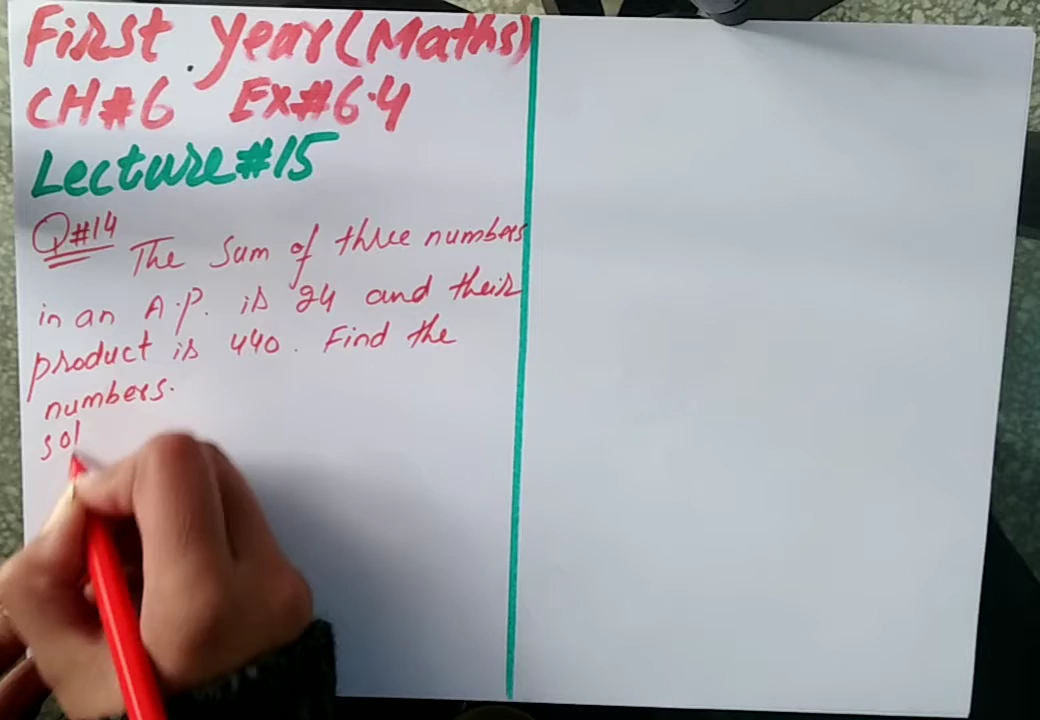 First year (Maths)
CH#6 Ex#6.4
Lecture#15
Q#14 The Sum of three numbers
in an A.P. is 24 and their
product is 440. Find the
numbers.
sol